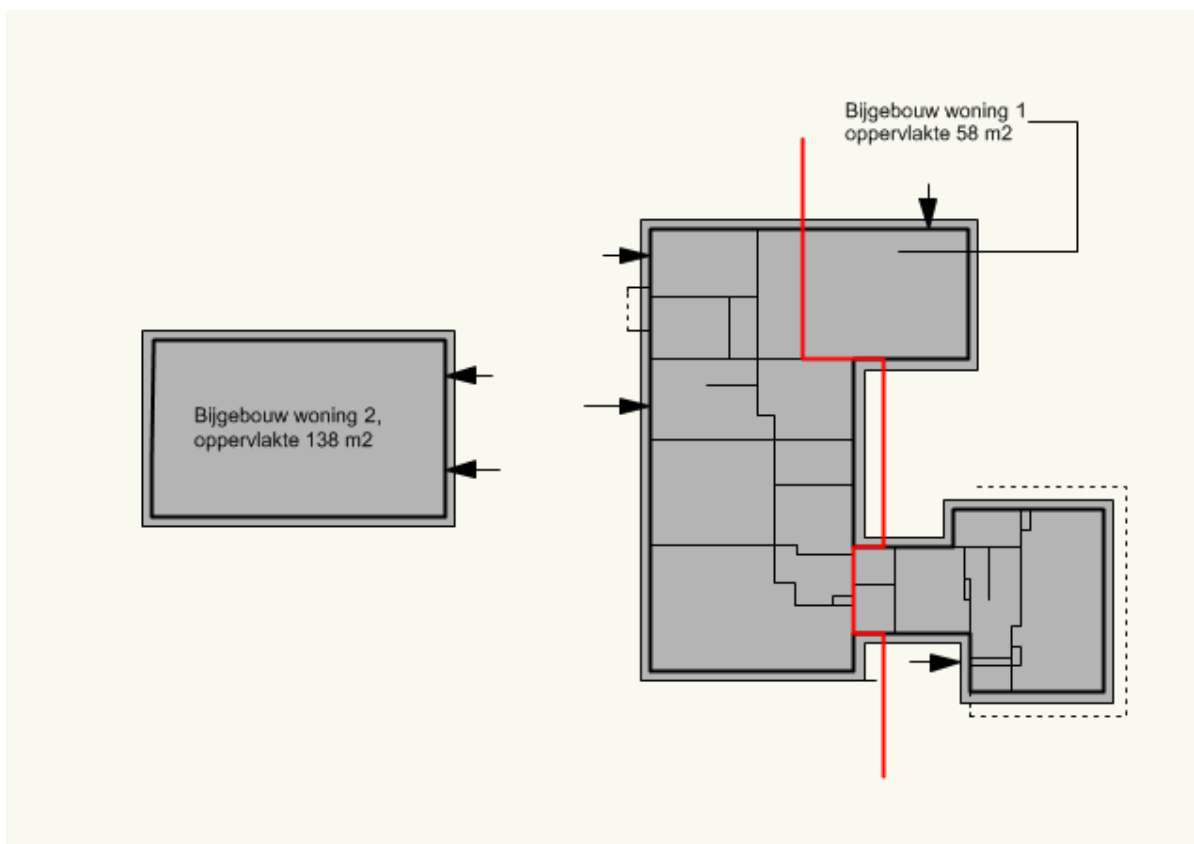 Bijgebouw woning 1
oppervlakte 58 m2
Bijgebouw woning 2,
oppervlakte 138 m2